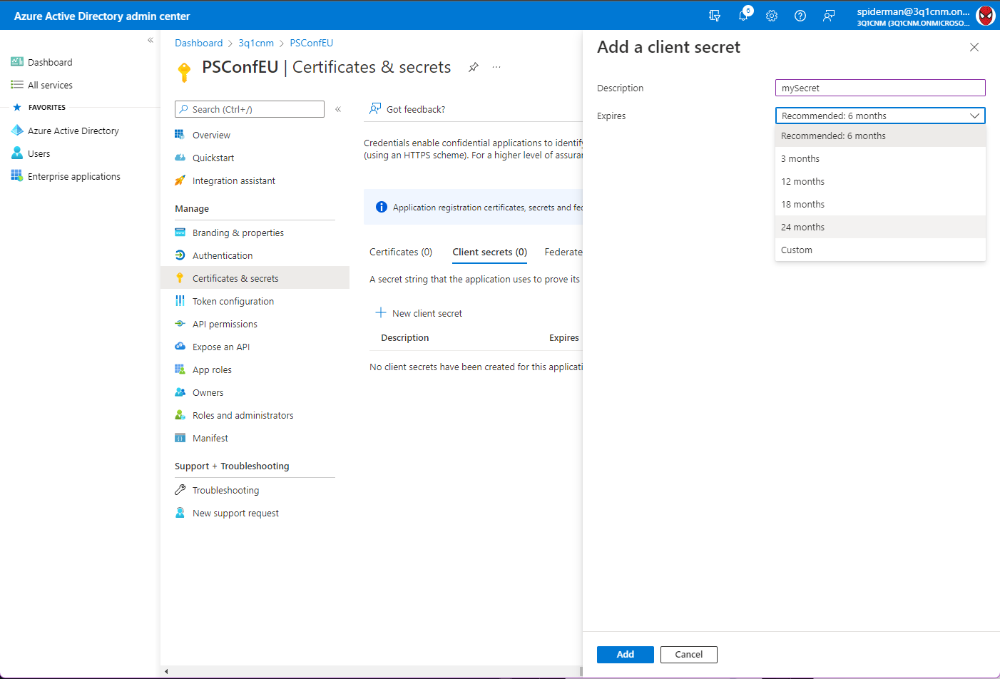 Azure Active Directory admin center
6
spiderman@3q1cnm.on...
3Q1CNM (3Q1CNM.ONMICROSO...
Dashboard
All services
FAVORITES
Azure Active Directory
Users
Enterprise applications
Dashboard > 3q1cnm > PSConfEU
PSConfEU | Certificates & secrets
Search (Ctrl+/)
Overview
Quickstart
Integration assistant
Manage
Branding & properties
Authentication
Certificates & secrets
Token configuration
API permissions
Expose an API
App roles
Owners
Roles and administrators
Manifest
Support + Troubleshooting
Troubleshooting
New support request
Got feedback?
Credentials enable confidential applications to identify
(using an HTTPS scheme). For a higher level of assura
Application registration certificates, secrets and fed
Certificates (0) Client secrets (0) Federate
A secret string that the application uses to prove its
New client secret
Description Expires
No client secrets have been created for this applicati
Add a client secret
Description mySecret
Expires Recommended: 6 months
Recommended: 6 months
3 months
12 months
18 months
24 months
Custom
Add Cancel